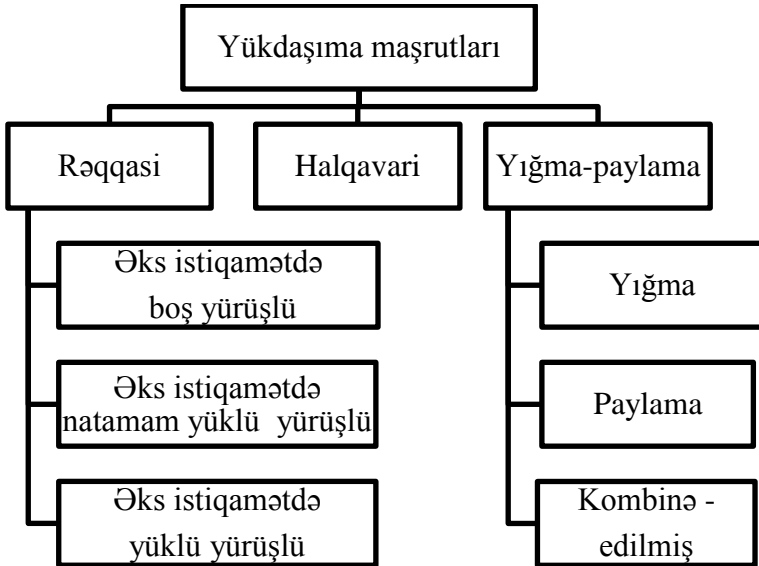 Yükdaşıma maşrutları
Rəqqasi
Halqavari
Yığma-paylama
Əks istiqamətdə
boş yürüşlü
Əks istiqamətdə
natamam yüklü yürüşlü
Əks istiqamətdə
yüklü yürüşlü
Yığma
Paylama
Kombinə -
edilmiş